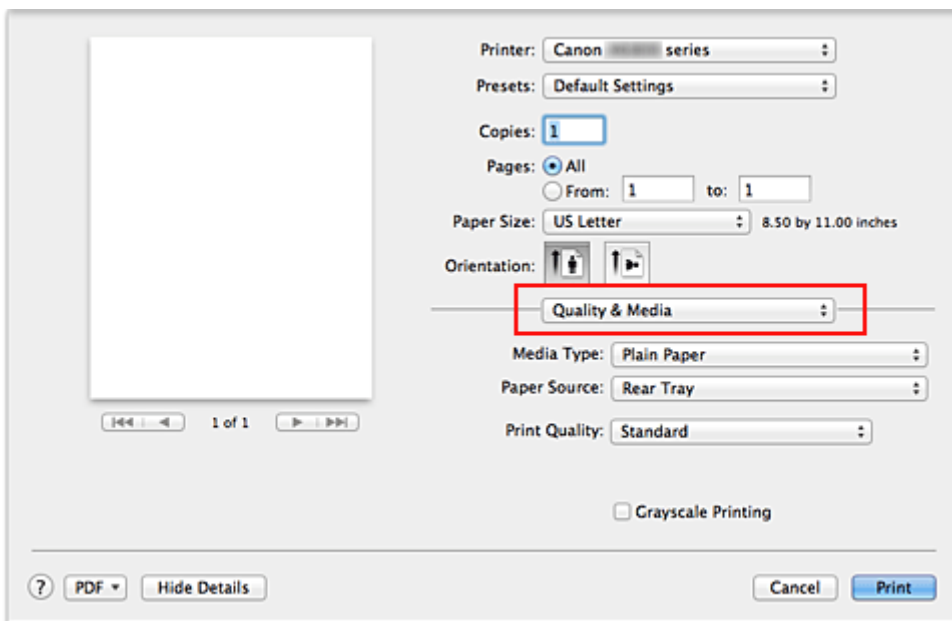 Printer: Canon series
Presets: Default Settings
Copies: 1
Pages: All
From: 1 to: 1
Paper Size: US Letter 8.50 by 11.00 inches
Orientation:
Quality & Media
Media Type: Plain Paper
Paper Source: Rear Tray
1 of 1
Print Quality: Standard
Grayscale Printing
? PDF Hide Details Cancel Print